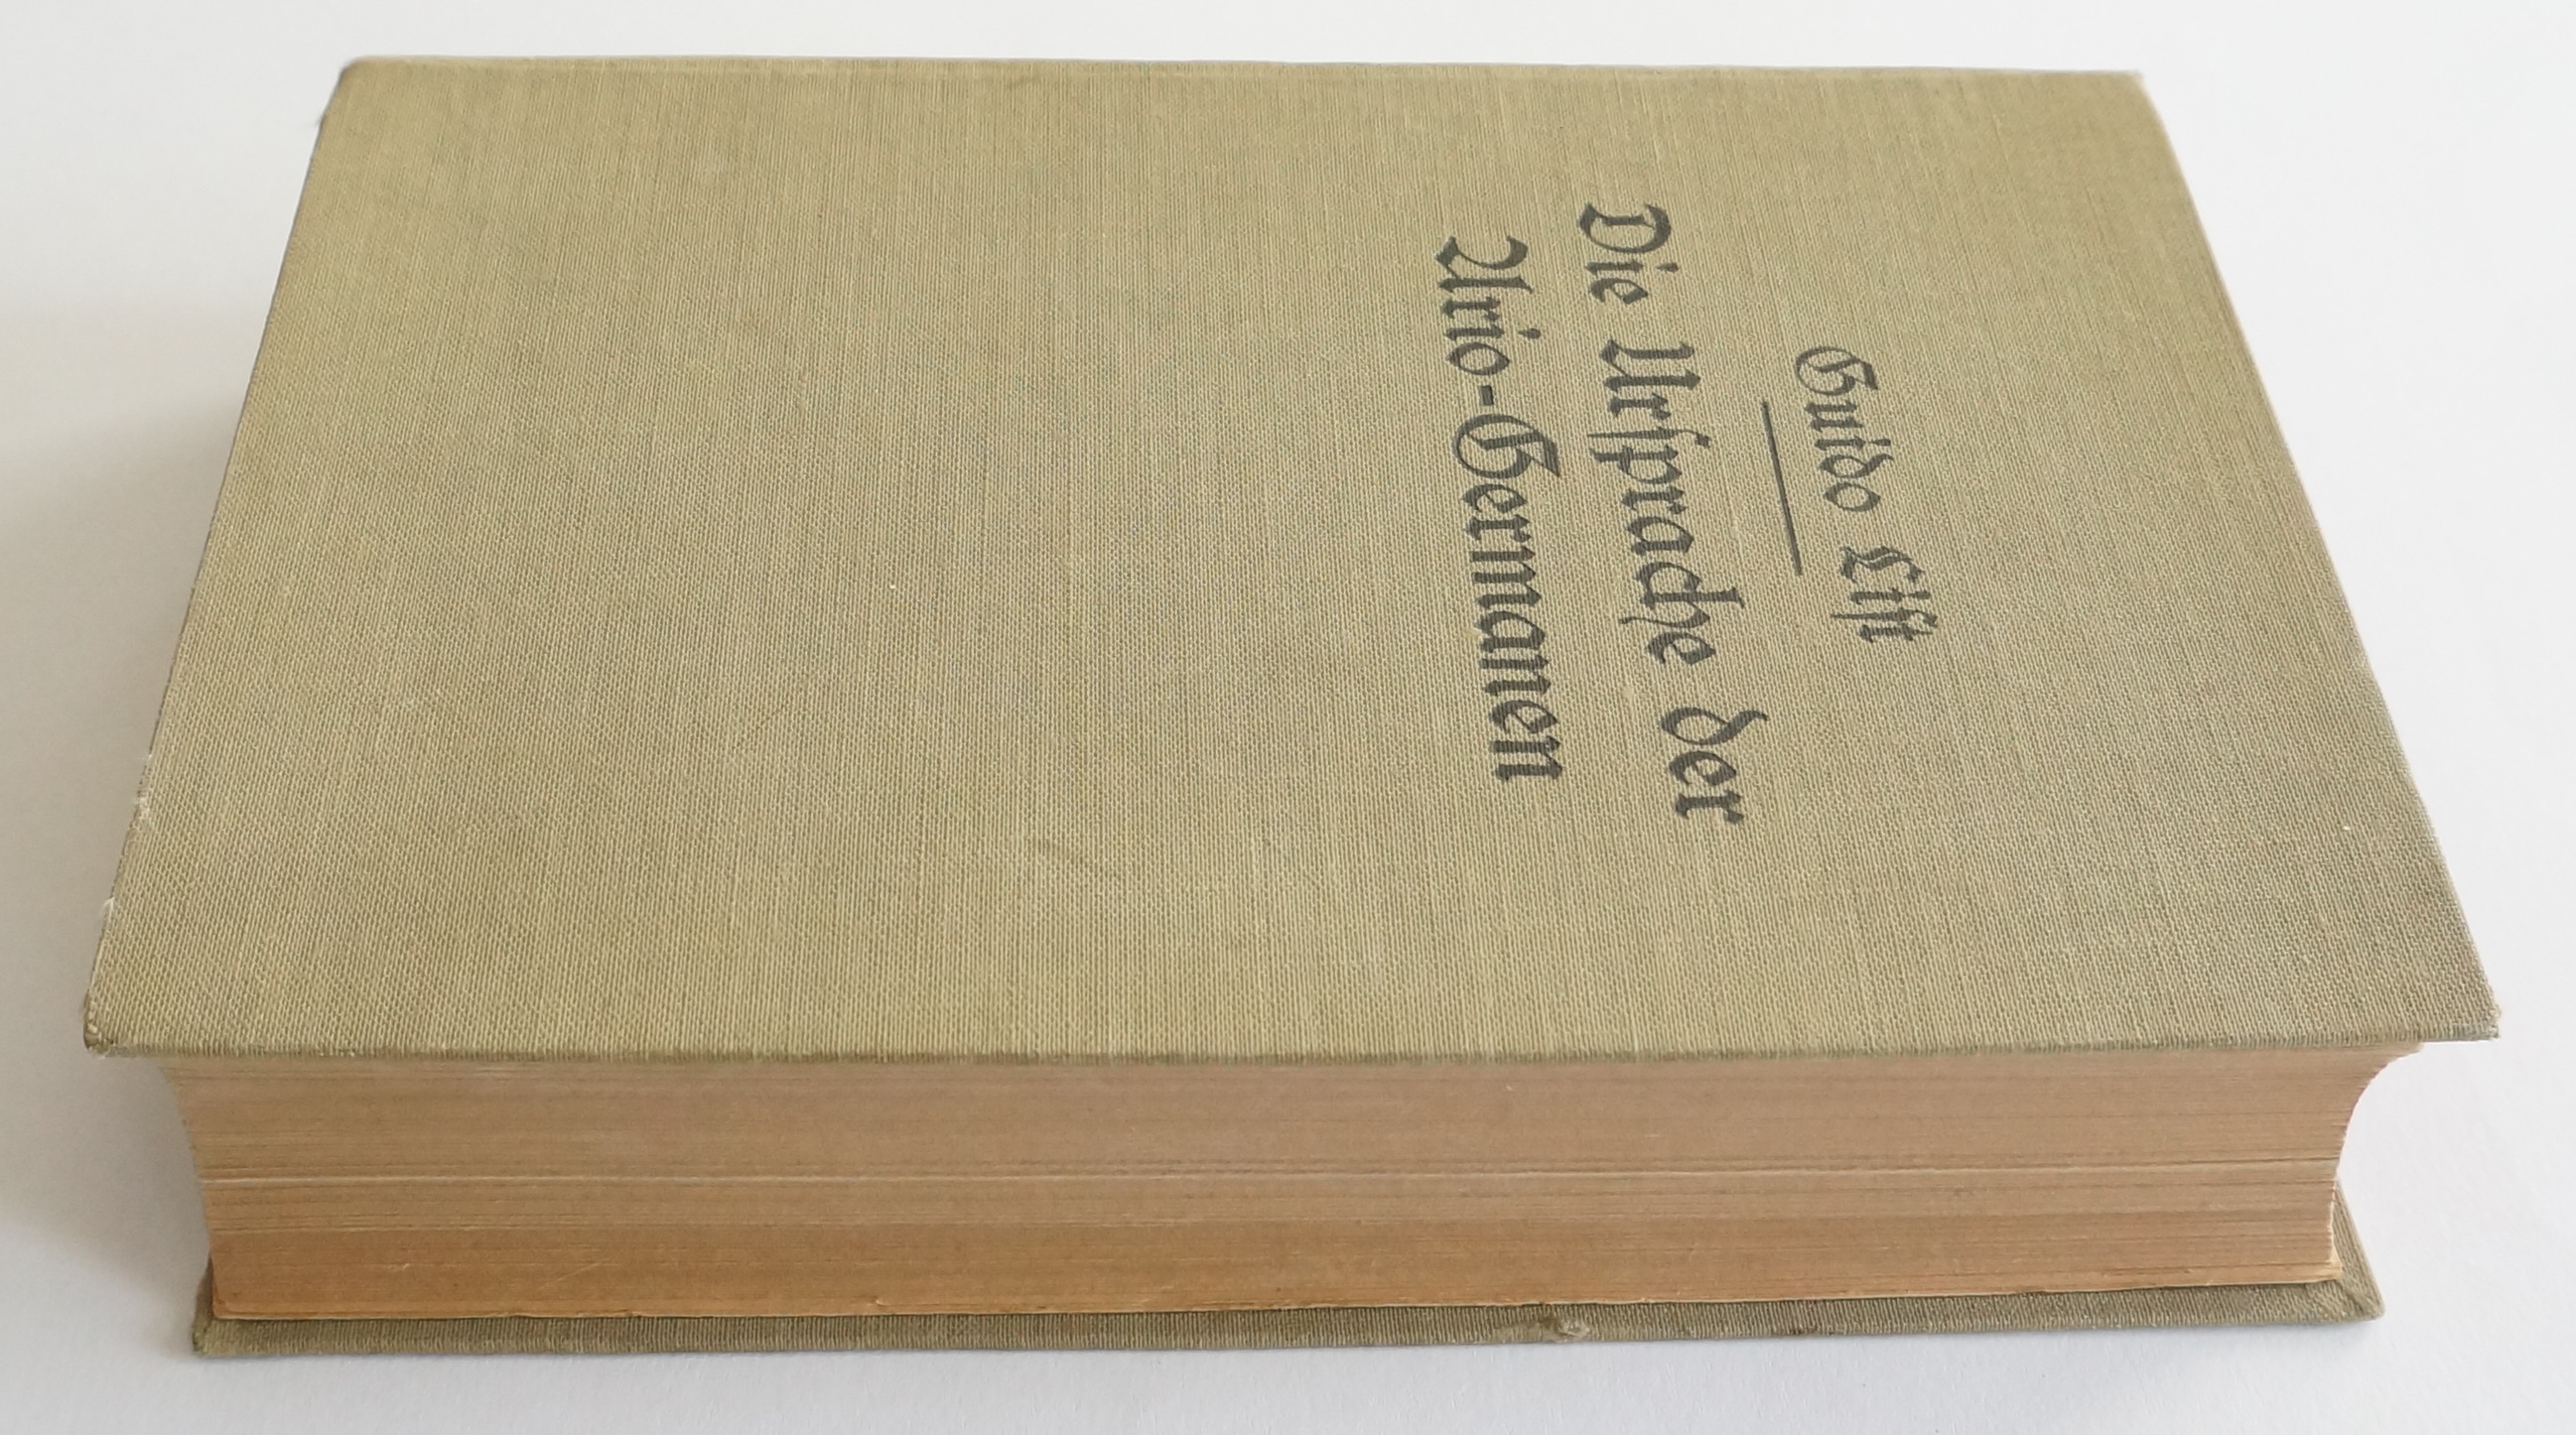 Guido Liſt
Die Urſprache der
Ario-Germanen